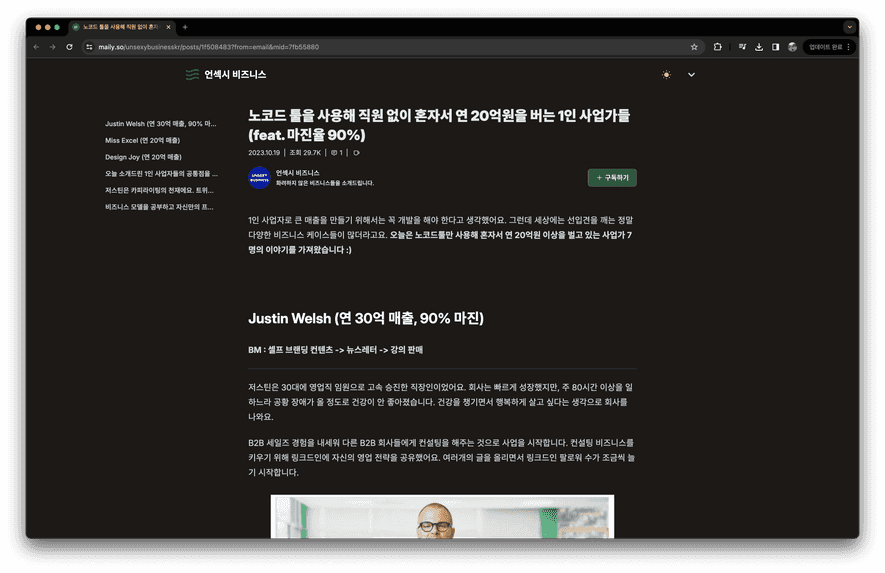 노코드 툴을 사용해 직원 없이 혼자서
maily.so/unsexybusinesskr/posts/1f508483?from=email&mid=7fb55880
업데이트 완료
언섹시 비즈니스
Justin Welsh (연 30억 매출, 90% 마...
Miss Excel (연 20억 매출)
Design Joy (연 20억 매출)
오늘 소개드린 1인 사업자들의 공통점을 ...
저스틴은 카피라이팅의 천재에요. 트위...
비즈니스 모델을 공부하고 자신만의 프...
노코드 툴을 사용해 직원 없이 혼자서 연 20억원을 버는 1인 사업가들
(feat. 마진율 90%)
2023.10.19 | 조회 29.7K | 1 |
언섹시 비즈니스
화려하지 않은 비즈니스들을 소개드립니다.
+ 구독하기
1인 사업자로 큰 매출을 만들기 위해서는 꼭 개발을 해야 한다고 생각했어요. 그런데 세상에는 선입견을 깨는 정말
다양한 비즈니스 케이스들이 많더라고요. 오늘은 노코드툴만 사용해 혼자서 연 20억원 이상을 벌고 있는 사업가 7
명의 이야기를 가져왔습니다 :)
Justin Welsh (연 30억 매출, 90% 마진)
BM : 셀프 브랜딩 컨텐츠 -> 뉴스레터 -> 강의 판매
저스틴은 30대에 영업직 임원으로 고속 승진한 직장인이었어요. 회사는 빠르게 성장했지만, 주 80시간 이상을 일
하느라 공황 장애가 올 정도로 건강이 안 좋아졌습니다. 건강을 챙기면서 행복하게 살고 싶다는 생각으로 회사를
나와요.
B2B 세일즈 경험을 내세워 다른 B2B 회사들에게 컨설팅을 해주는 것으로 사업을 시작합니다. 컨설팅 비즈니스를
키우기 위해 링크드인에 자신의 영업 전략을 공유했어요. 여러개의 글을 올리면서 링크드인 팔로워 수가 조금씩 늘
기 시작합니다.